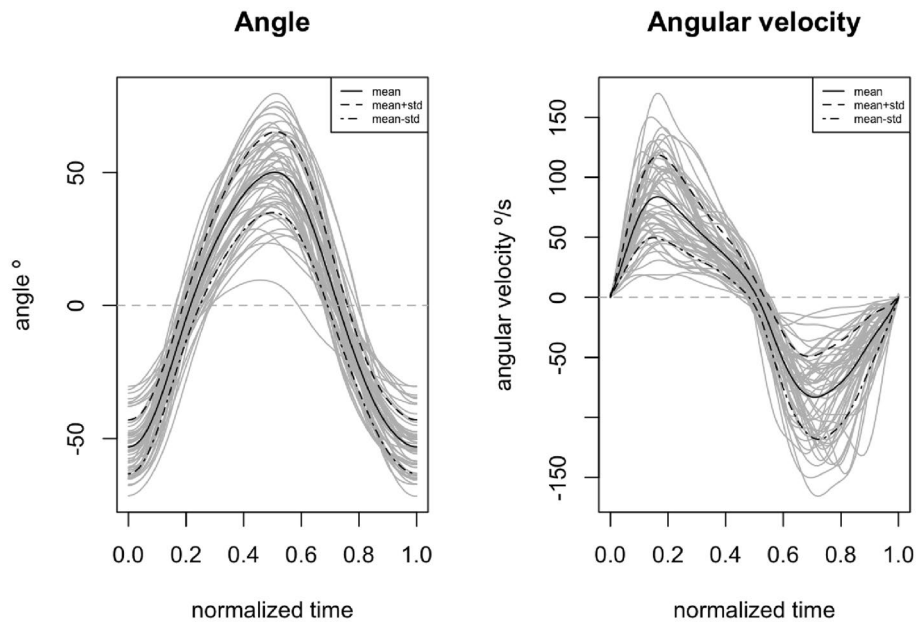 Angle
mean
mean+std
mean-std
50
0
-50
angle º
0.0 0.2 0.4 0.6 0.8 1.0
normalized time
Angular velocity
mean
mean+std
mean-std
150
100
50
0
-50
-150
angular velocity º/s
0.0 0.2 0.4 0.6 0.8 1.0
normalized time